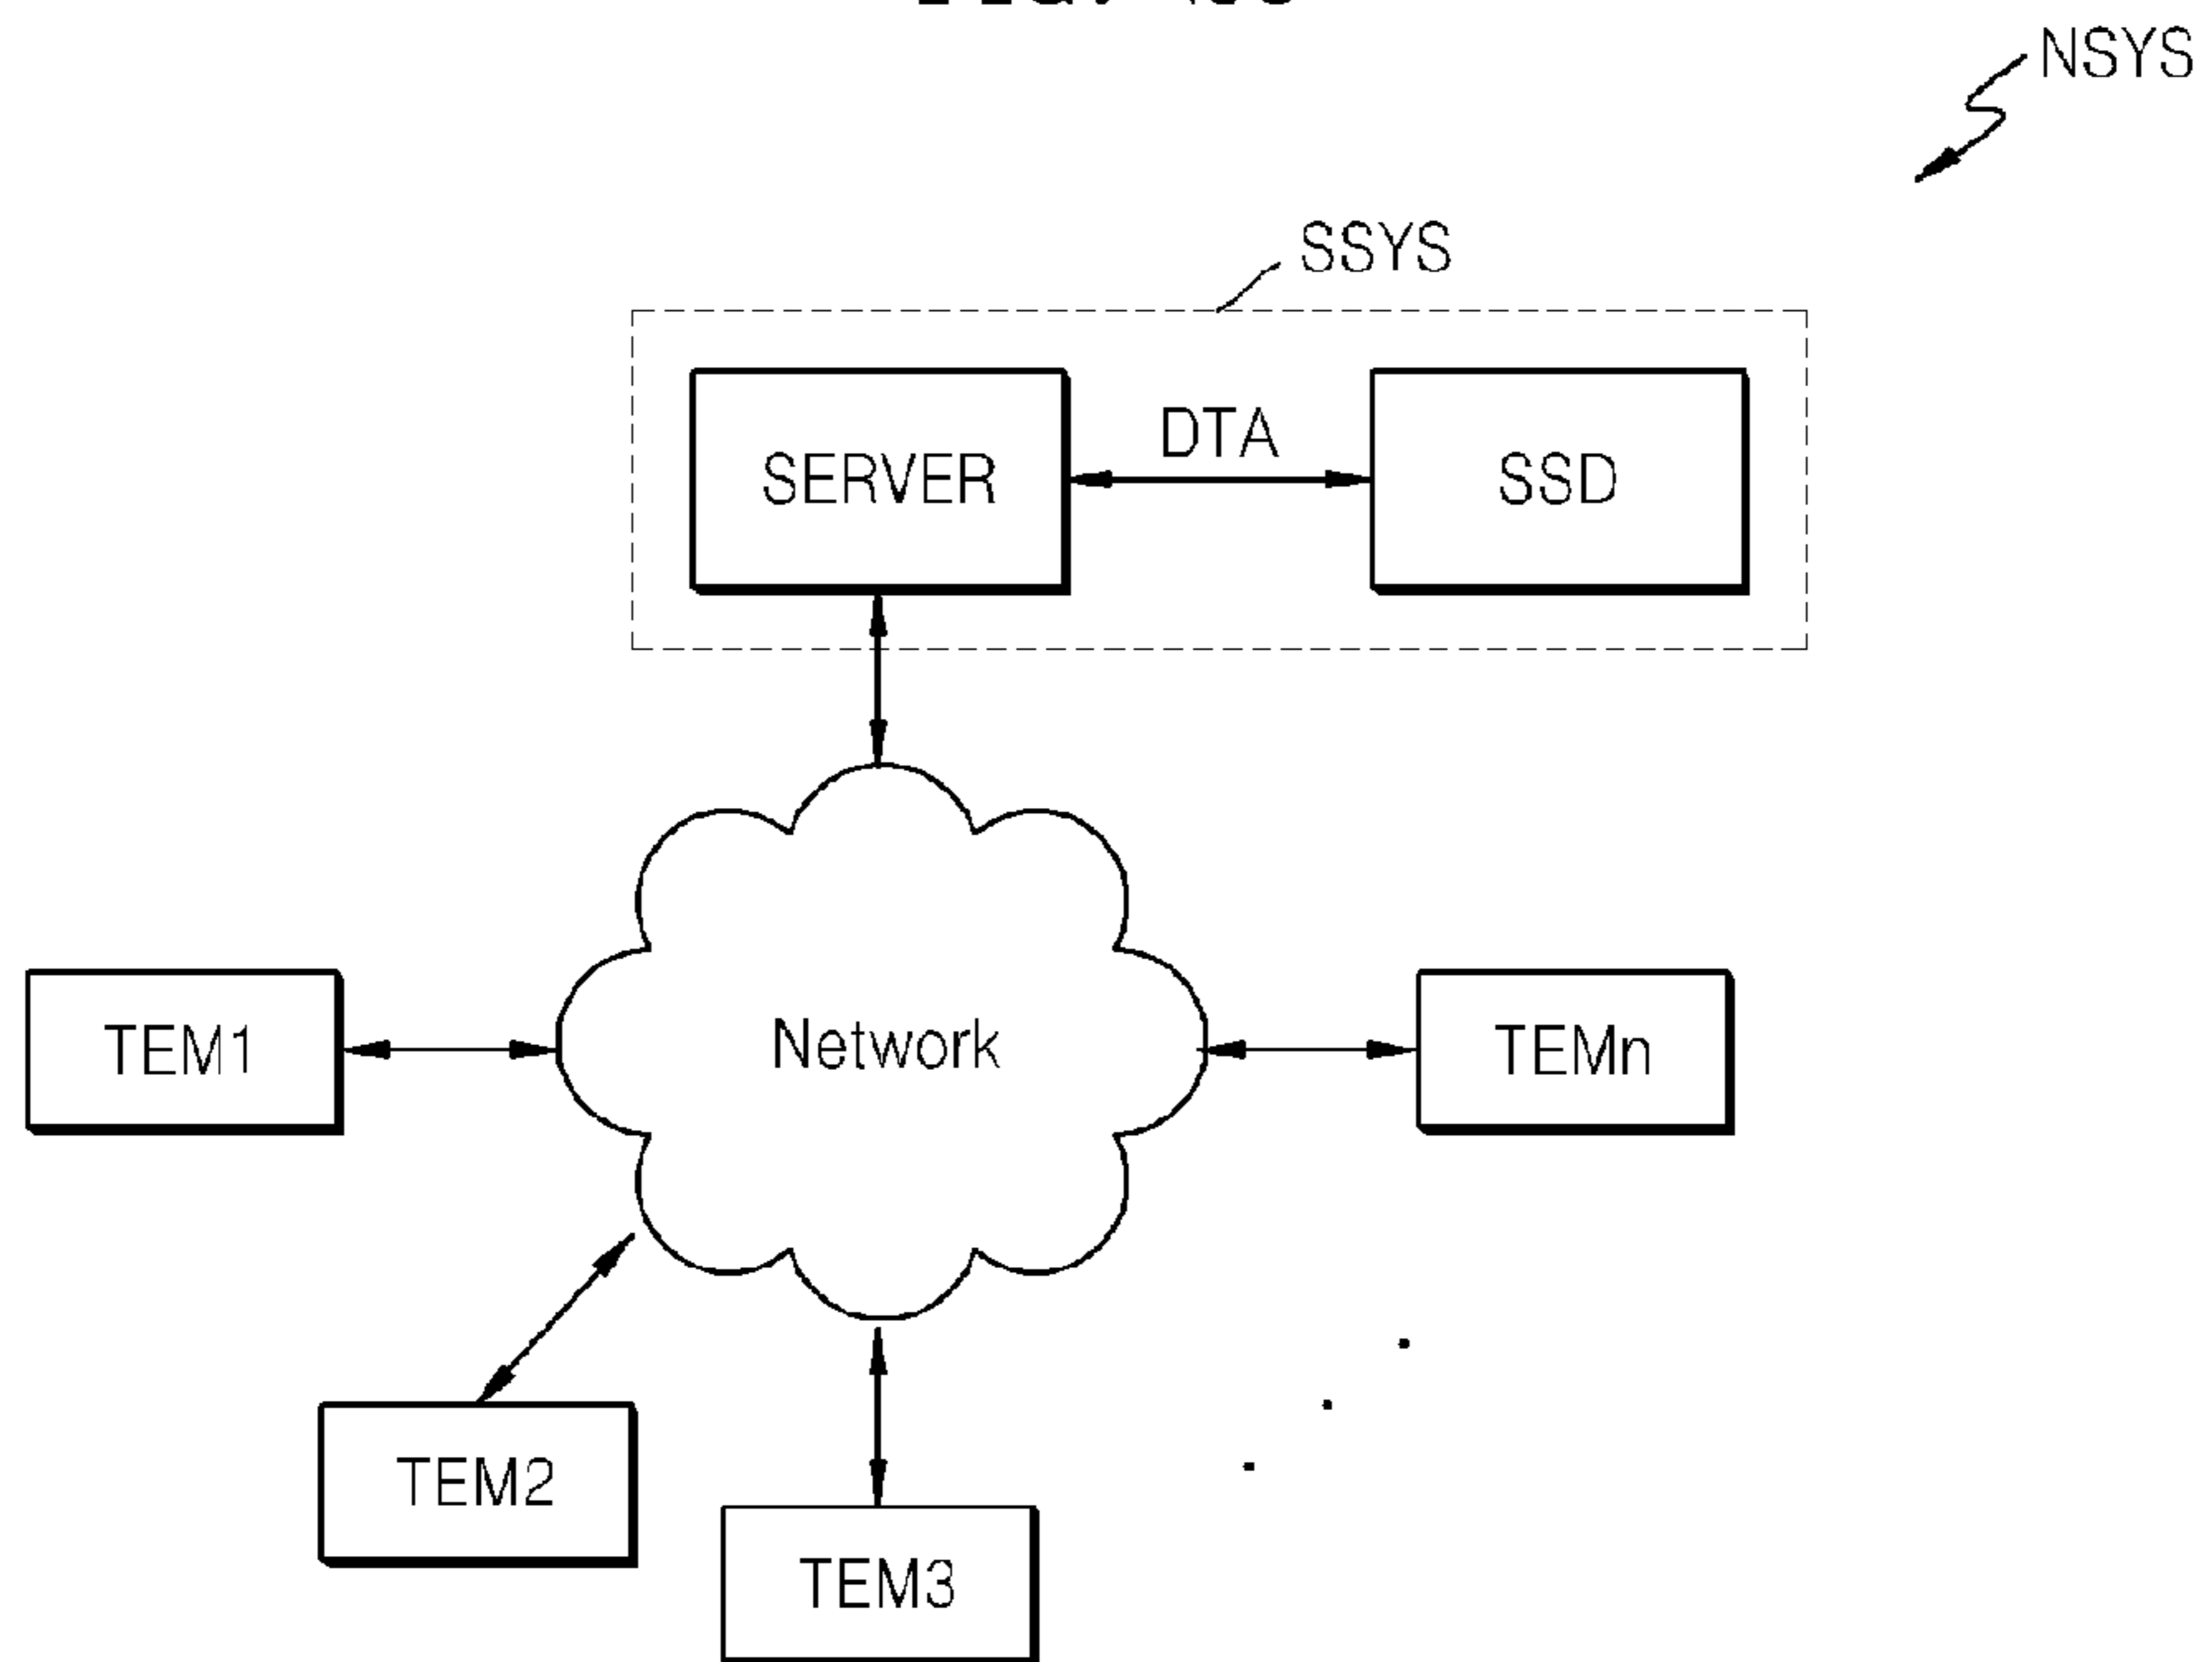 NSYS
SSYS
SERVER
DTA
SSD
Network
TEM1
TEMn
TEM2
TEM3